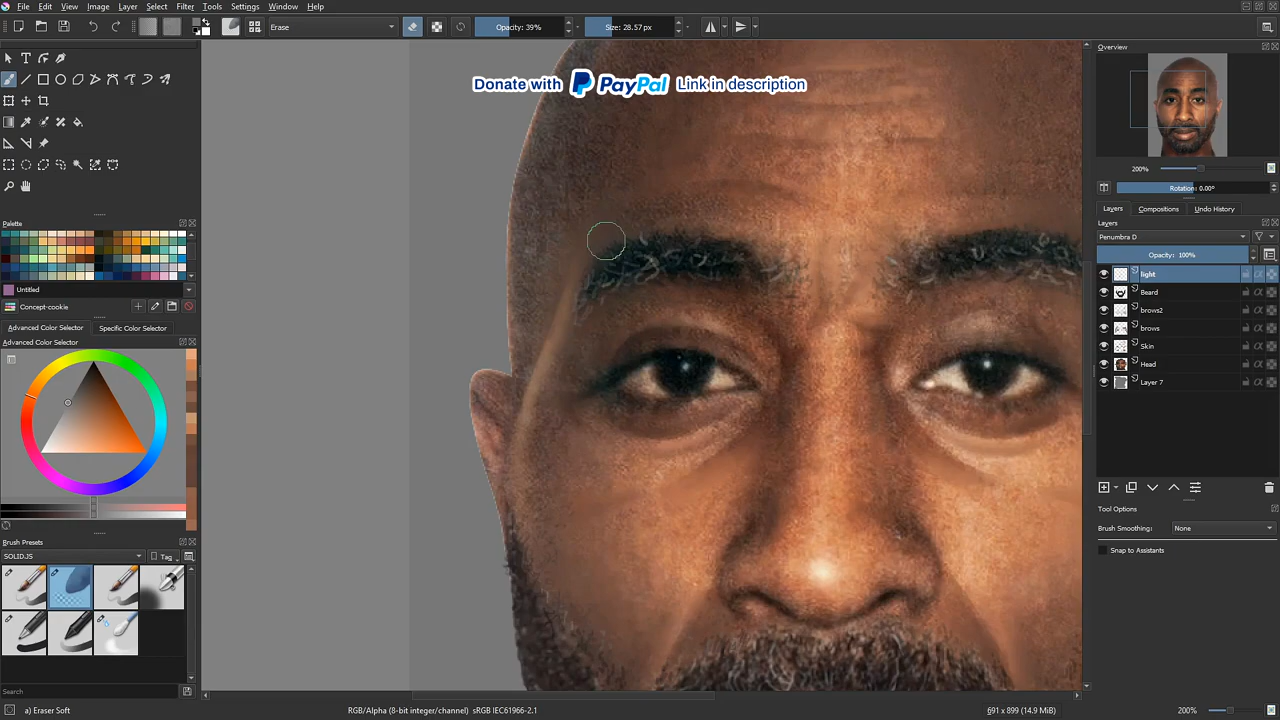 File Edit View Image Layer Select Filter Tools Settings Window Help
Erase Opacity: 39% Size: 28.57 px
Donate with PayPal Link in description
Overview
200%
Rotation: 0.00°
Layers Compositions Undo History
Layers
Penumbra D
Opacity: 100%
light
Beard
brows2
brows
Skin
Head
Layer 7
Tool Options
Brush Smoothing: None
Snap to Assistants
Palette
Untitled
Concept-cookie
Advanced Color Selector Specific Color Selector
Advanced Color Selector
Brush Presets
SOLID.JS Tag
Search
a) Eraser Soft RGB/Alpha (8-bit integer/channel) sRGB IEC61966-2.1 691 x 899 (14.9 MiB) 200%